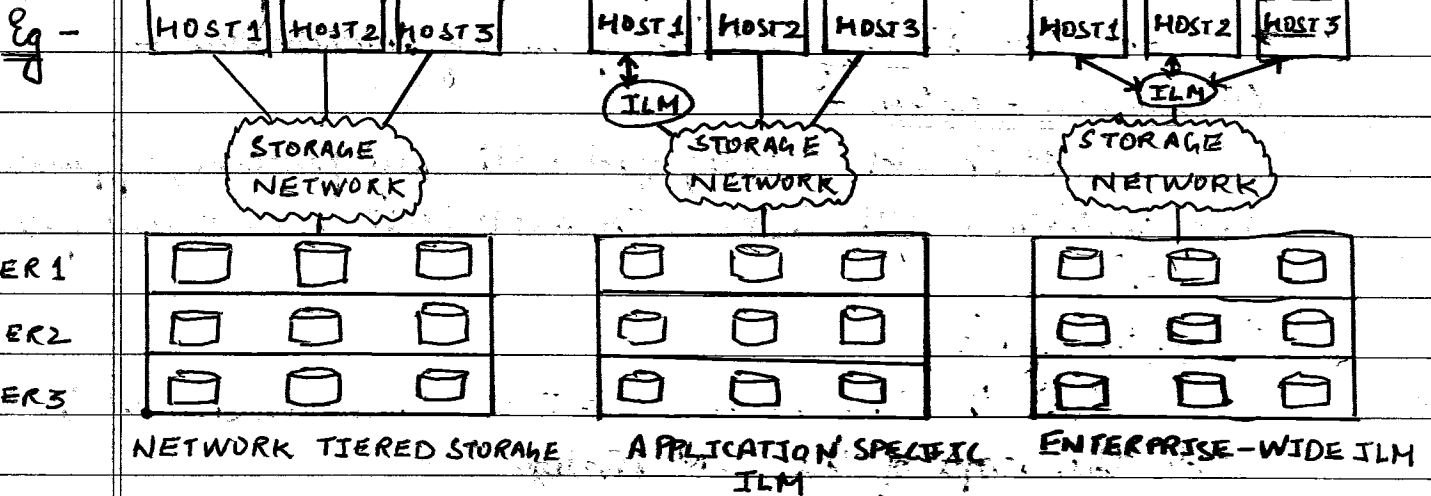 Eg -
HOST1 HOST2 HOST3 HOST1 HOST2 HOST3 HOST1 HOST2 HOST3
ILM ILM
STORAGE STORAGE STORAGE
NETWORK NETWORK NETWORK
ER1
ER2
ER3
NETWORK TIERED STORAGE APPLICATION SPECIFIC ENTERPRISE-WIDE ILM
ILM